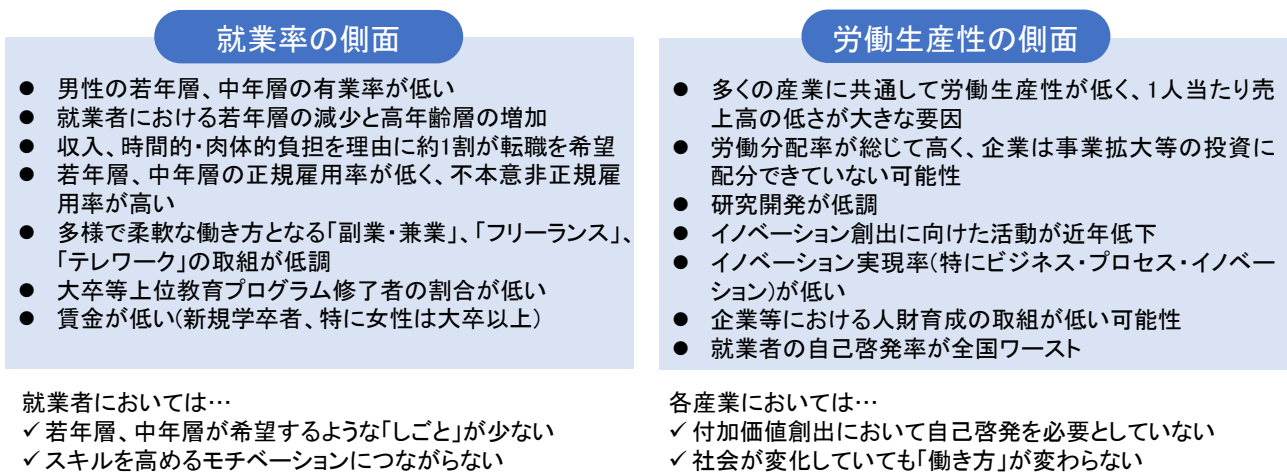 就業率の側面
● 男性の若年層、中年層の有業率が低い
● 就業者における若年層の減少と高年齢層の増加
● 収入、時間的・肉体的負担を理由に約1割が転職を希望
● 若年層、中年層の正規雇用率が低く、不本意非正規雇
用率が高い
● 多様で柔軟な働き方となる「副業・兼業」、「フリーランス」、
「テレワーク」の取組が低調
● 大卒等上位教育プログラム修了者の割合が低い
● 賃金が低い(新規学卒者、特に女性は大卒以上)
就業者においては…
✓ 若年層、中年層が希望するような「しごと」が少ない
✓ スキルを高めるモチベーションにつながらない
労働生産性の側面
● 多くの産業に共通して労働生産性が低く、1人当たり売
上高の低さが大きな要因
● 労働分配率が総じて高く、企業は事業拡大等の投資に
配分できていない可能性
● 研究開発が低調
● イノベーション創出に向けた活動が近年低下
● イノベーション実現率(特にビジネス・プロセス・イノベー
ション)が低い
● 企業等における人財育成の取組が低い可能性
● 就業者の自己啓発率が全国ワースト
各産業においては…
✓ 付加価値創出において自己啓発を必要としていない
✓ 社会が変化していても「働き方」が変わらない